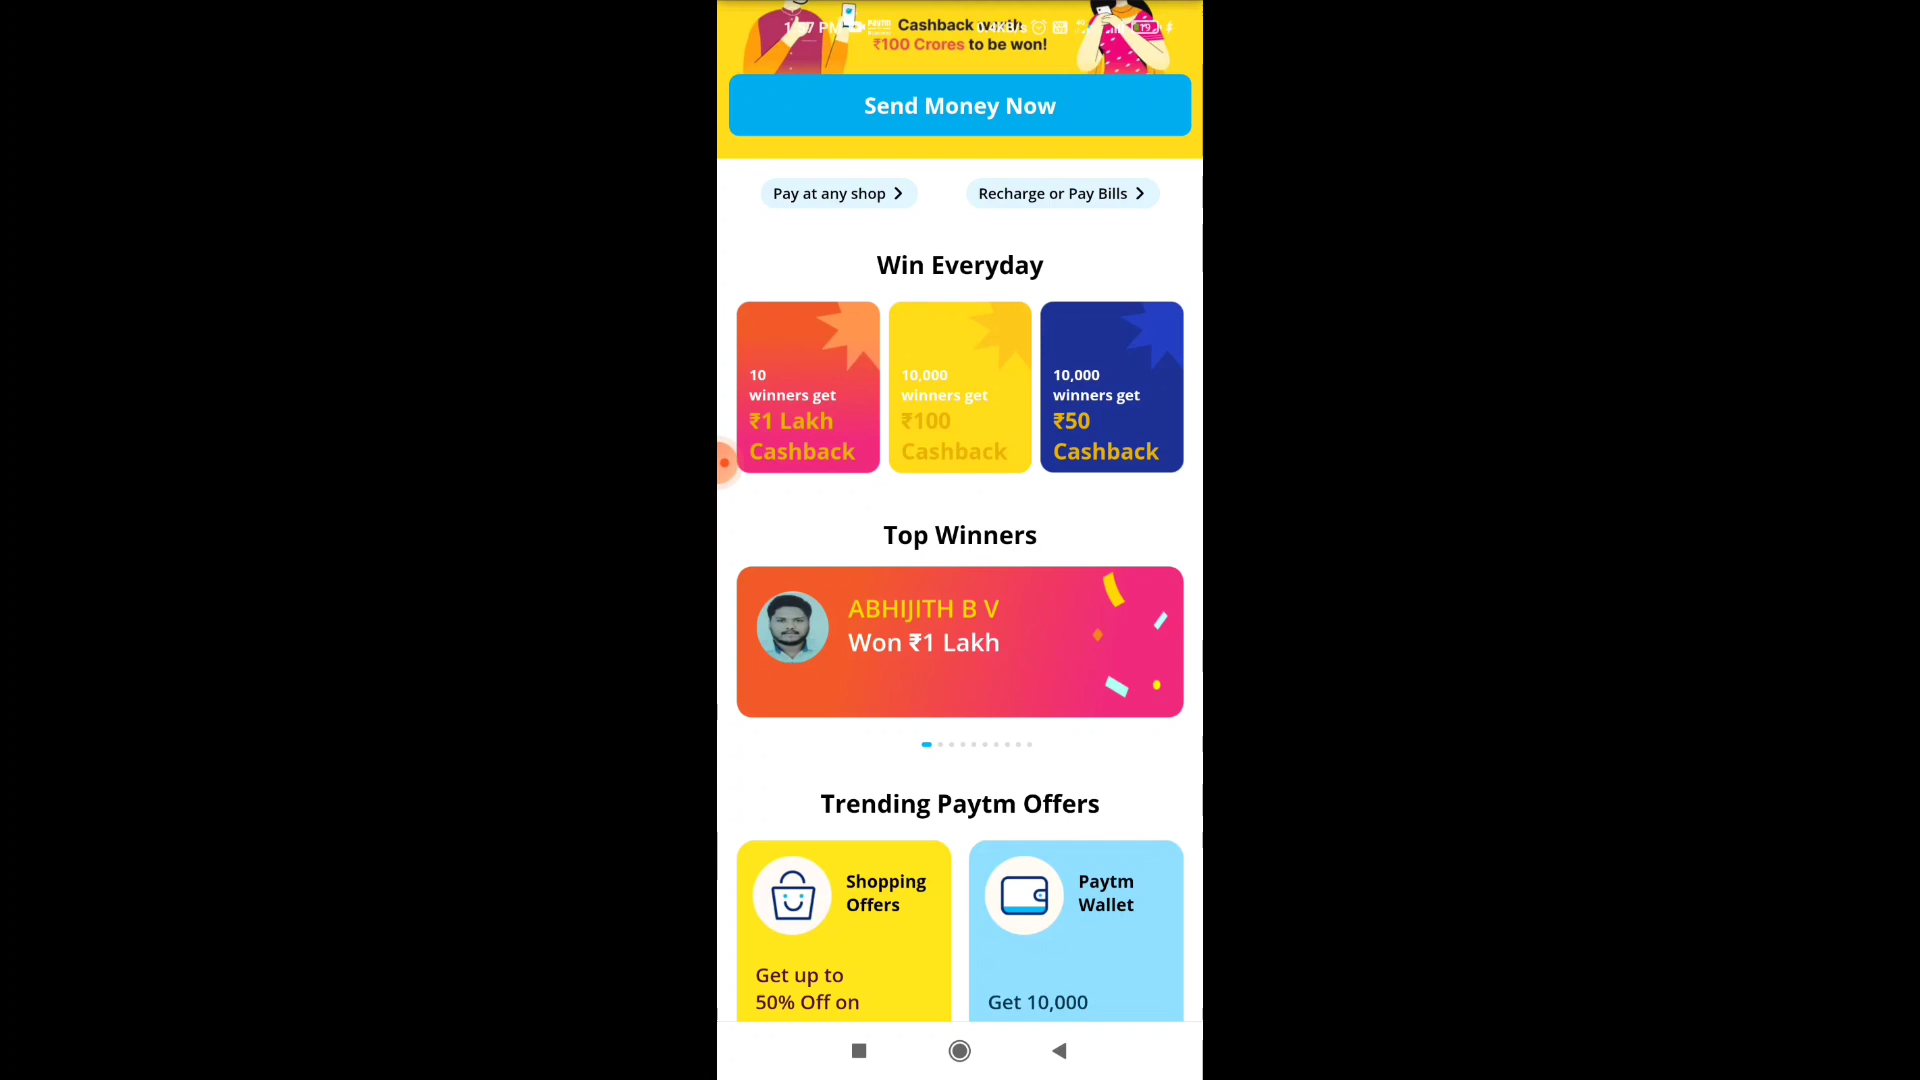 Cashback
₹100 Crores to be won!
Send Money Now
Pay at any shop
Recharge or Pay Bills
Win Everyday
10
winners get
₹1 Lakh
Cashback
10,000
winners get
₹100
Cashback
10,000
winners get
₹50
Cashback
Top Winners
ABHIJITH B V
Won ₹1 Lakh
Trending Paytm Offers
Shopping
Offers
Get up to
50% Off on
Paytm
Wallet
Get 10,000